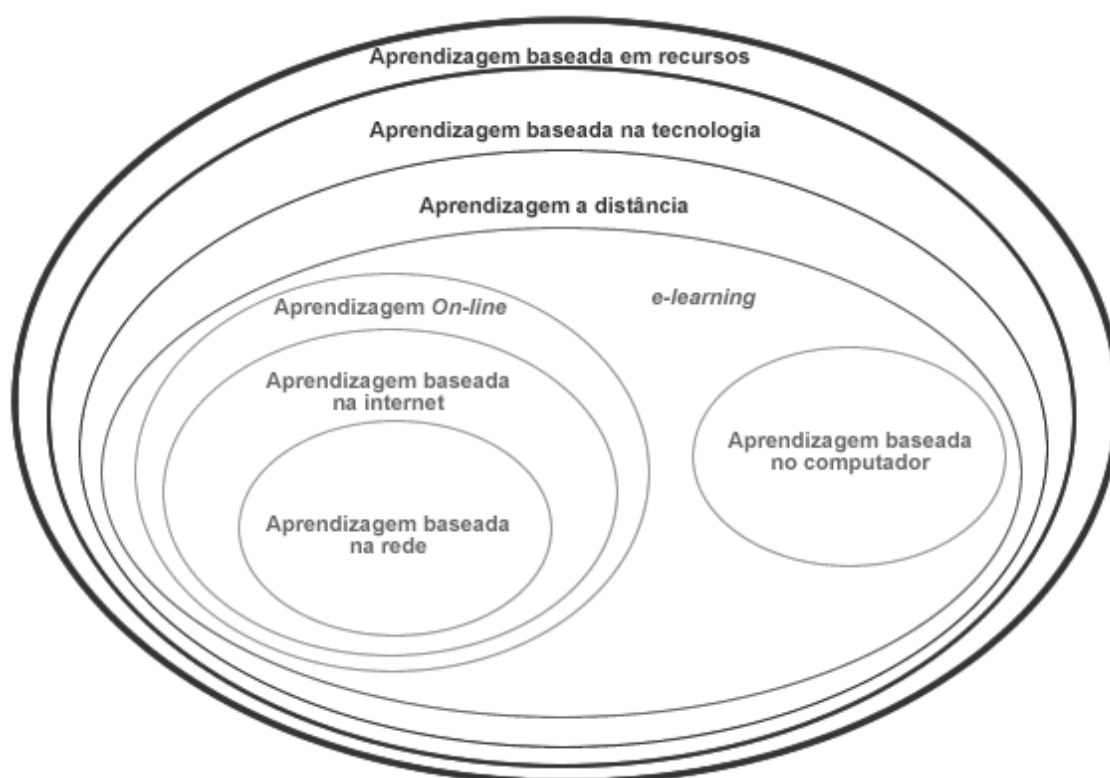 Aprendizagem baseada em recursos
Aprendizagem baseada na tecnologia
Aprendizagem a distância
e-learning
Aprendizagem On-line
Aprendizagem baseada
na internet
Aprendizagem baseada
no computador
Aprendizagem baseada
na rede